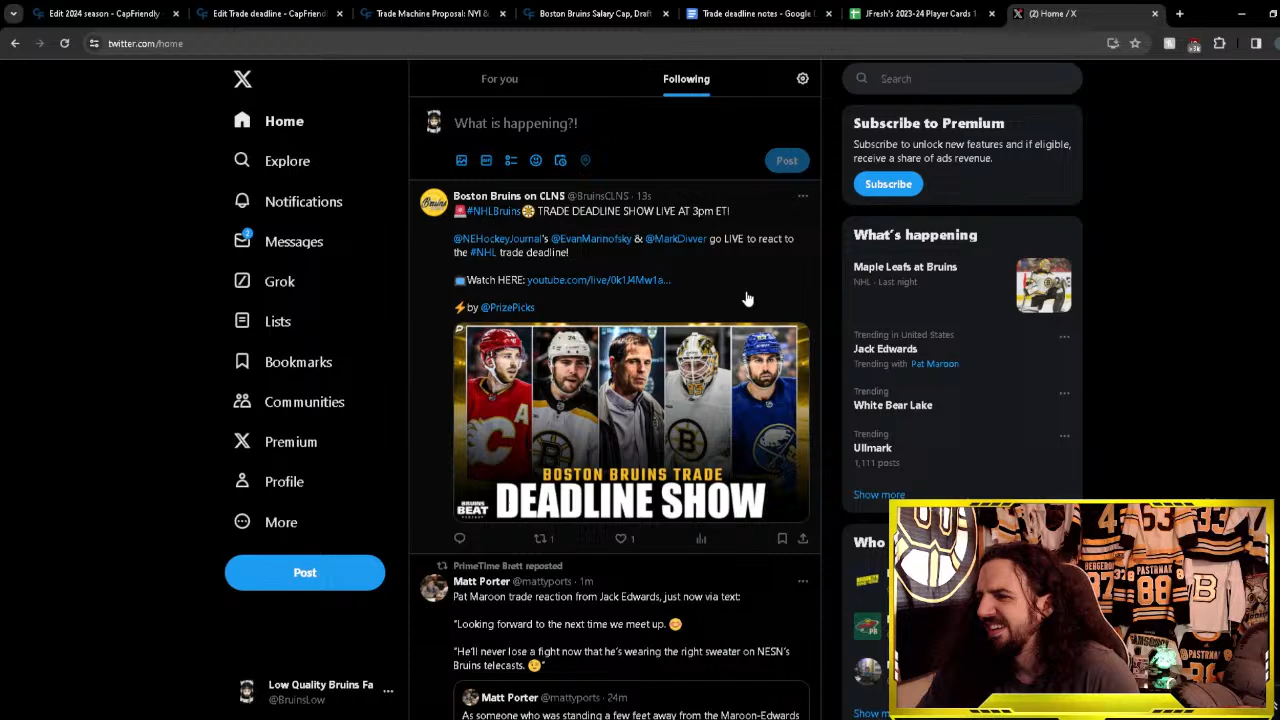 Edit 2024 season - CapFriendly
Edit Trade deadline - CapFriend
Trade Machine Proposal: NYI &
Boston Bruins Salary Cap, Draft
Trade deadline notes - Google
JFresh's 2023-24 Player Cards
(2) Home / X
twitter.com/home
Home
Explore
Notifications
2
Messages
Grok
Lists
Bookmarks
Communities
Premium
Profile
More
Post
Low Quality Bruins Fa
@BruinsLow
For you
Following
What is happening?!
Post
Boston Bruins on CLNS @BruinsCLNS · 13s
🚨#NHLBruins TRADE DEADLINE SHOW LIVE AT 3pm ET!
@NEHockeyJournal's @EvanMarinofsky & @MarkDivver go LIVE to react to
the #NHL trade deadline!
📺Watch HERE: youtube.com/live/0k1J4Mw1a...
⚡by @PrizePicks
BOSTON BRUINS TRADE
DEADLINE SHOW
BRUINS
BEAT
1
1
PrimeTime Brett reposted
Matt Porter @mattyports · 1m
Pat Maroon trade reaction from Jack Edwards, just now via text:
"Looking forward to the next time we meet up. 😊
"He'll never lose a fight now that he's wearing the right sweater on NESN's
Bruins telecasts. 😉"
Matt Porter @mattyports · 24m
As someone who was standing a few feet away from the Maroon-Edwards
Search
Subscribe to Premium
Subscribe to unlock new features and if eligible,
receive a share of ads revenue.
Subscribe
What's happening
Maple Leafs at Bruins
NHL · Last night
Trending in United States
Jack Edwards
Trending with Pat Maroon
Trending
White Bear Lake
Trending
Ullmark
1,111 posts
Show more
Who
Show m
BERGERON
37
PASTRNAK
88
63
33